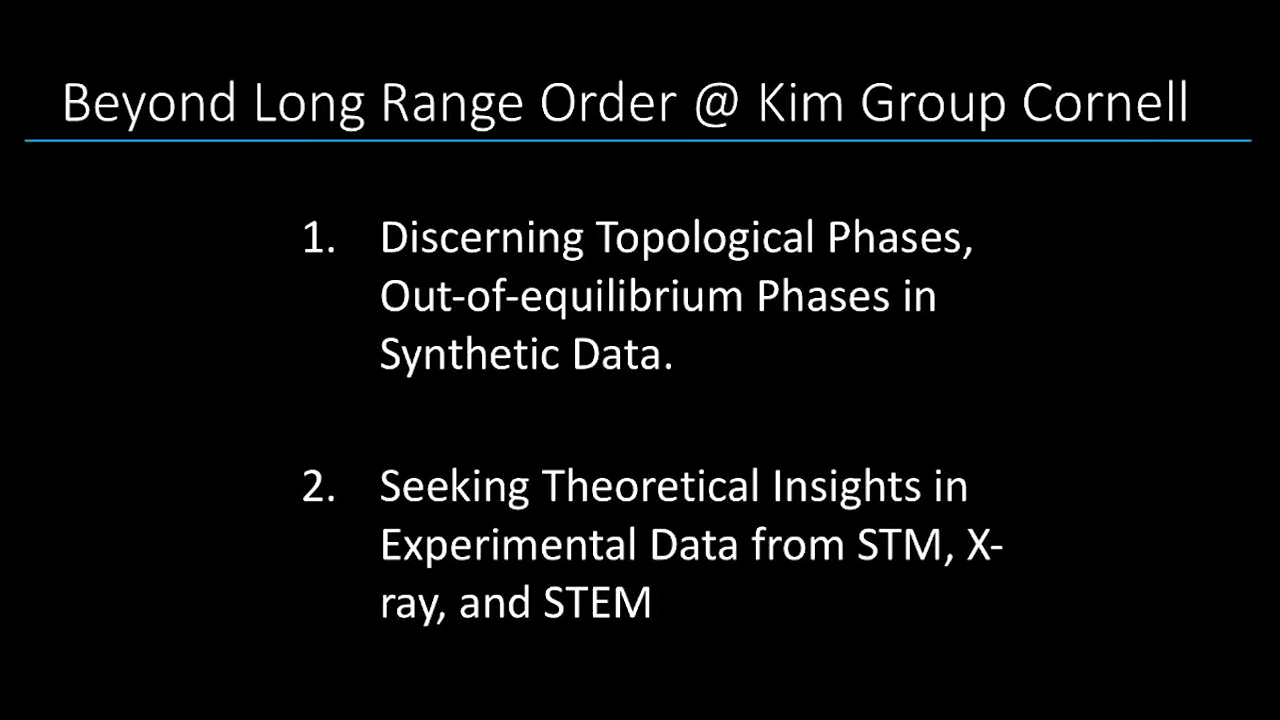 Beyond Long Range Order @ Kim Group Cornell
1. Discerning Topological Phases,
Out-of-equilibrium Phases in
Synthetic Data.
2. Seeking Theoretical Insights in
Experimental Data from STM, X-
ray, and STEM